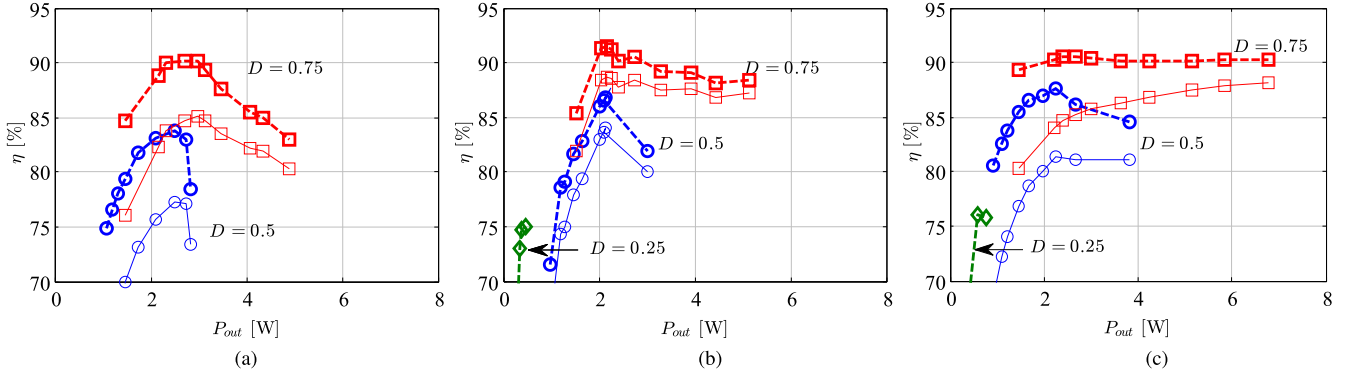 95
90
85
80
75
70
η [%]
0
2
4
6
8
P_out [W]
D = 0.75
D = 0.5
(a)
95
90
85
80
75
70
η [%]
0
2
4
6
8
P_out [W]
D = 0.75
D = 0.5
D = 0.25
(b)
95
90
85
80
75
70
η [%]
0
2
4
6
8
P_out [W]
D = 0.75
D = 0.5
D = 0.25
(c)